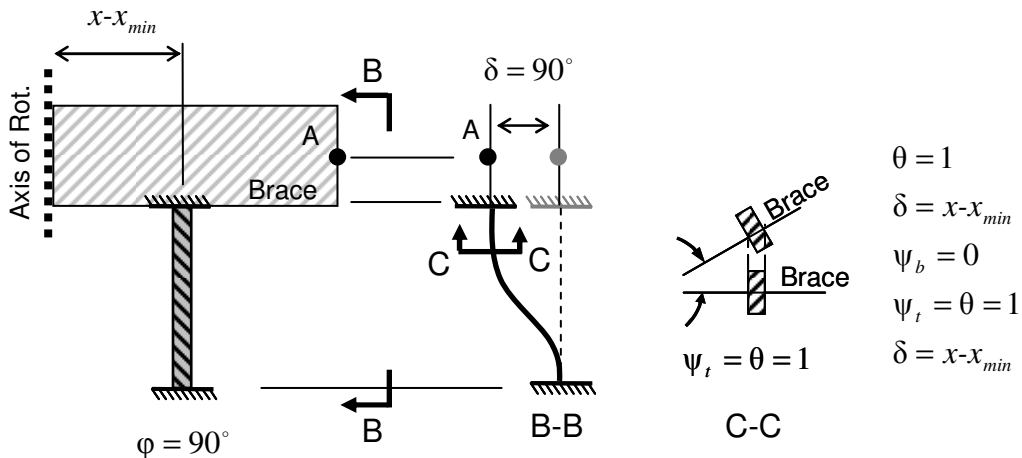 x-x_min
Axis of Rot.
B
A
Brace
δ = 90°
A
C C
B
φ = 90°
B-B
Brace
Brace
ψ_t = θ = 1
C-C
θ = 1
δ = x-x_min
ψ_b = 0
ψ_t = θ = 1
δ = x-x_min